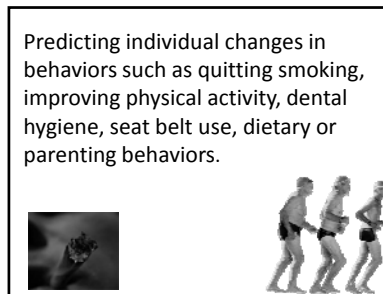 Predicting individual changes in
behaviors such as quitting smoking,
improving physical activity, dental
hygiene, seat belt use, dietary or
parenting behaviors.